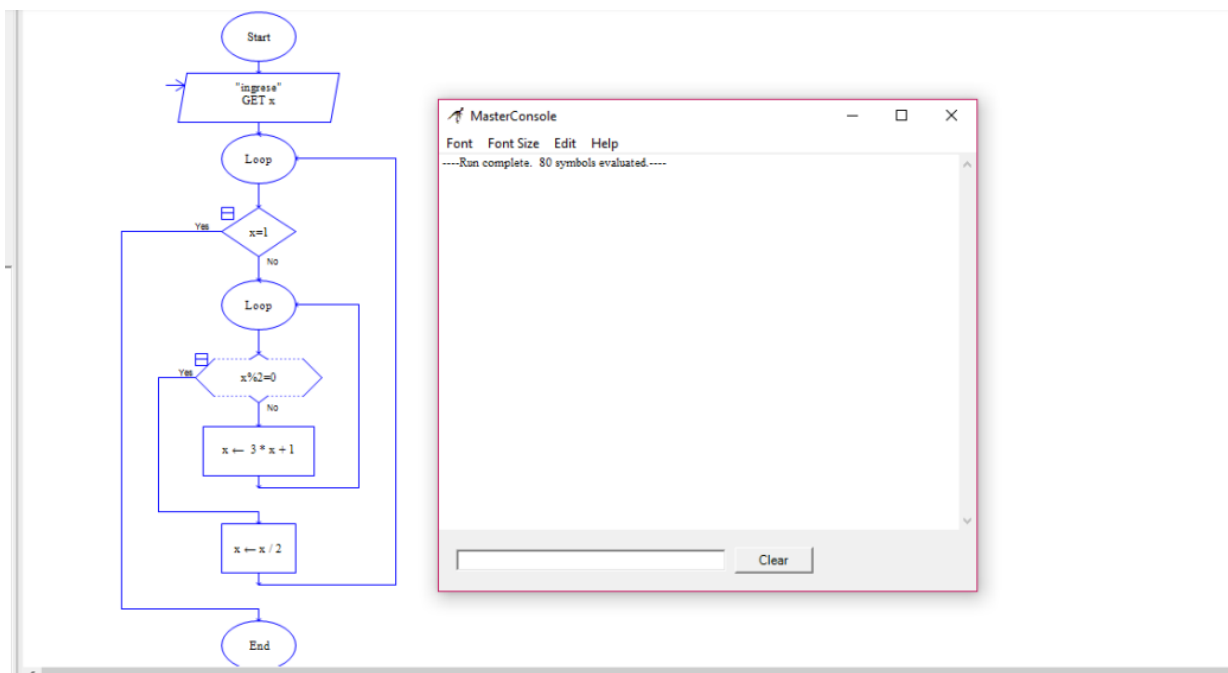 Start
"ingrese"
GET x
Loop
Yes
x=1
No
Loop
Yes
x%2=0
No
x ← 3 * x + 1
x ← x / 2
End
MasterConsole
Font Font Size Edit Help
----Run complete. 80 symbols evaluated.----
Clear